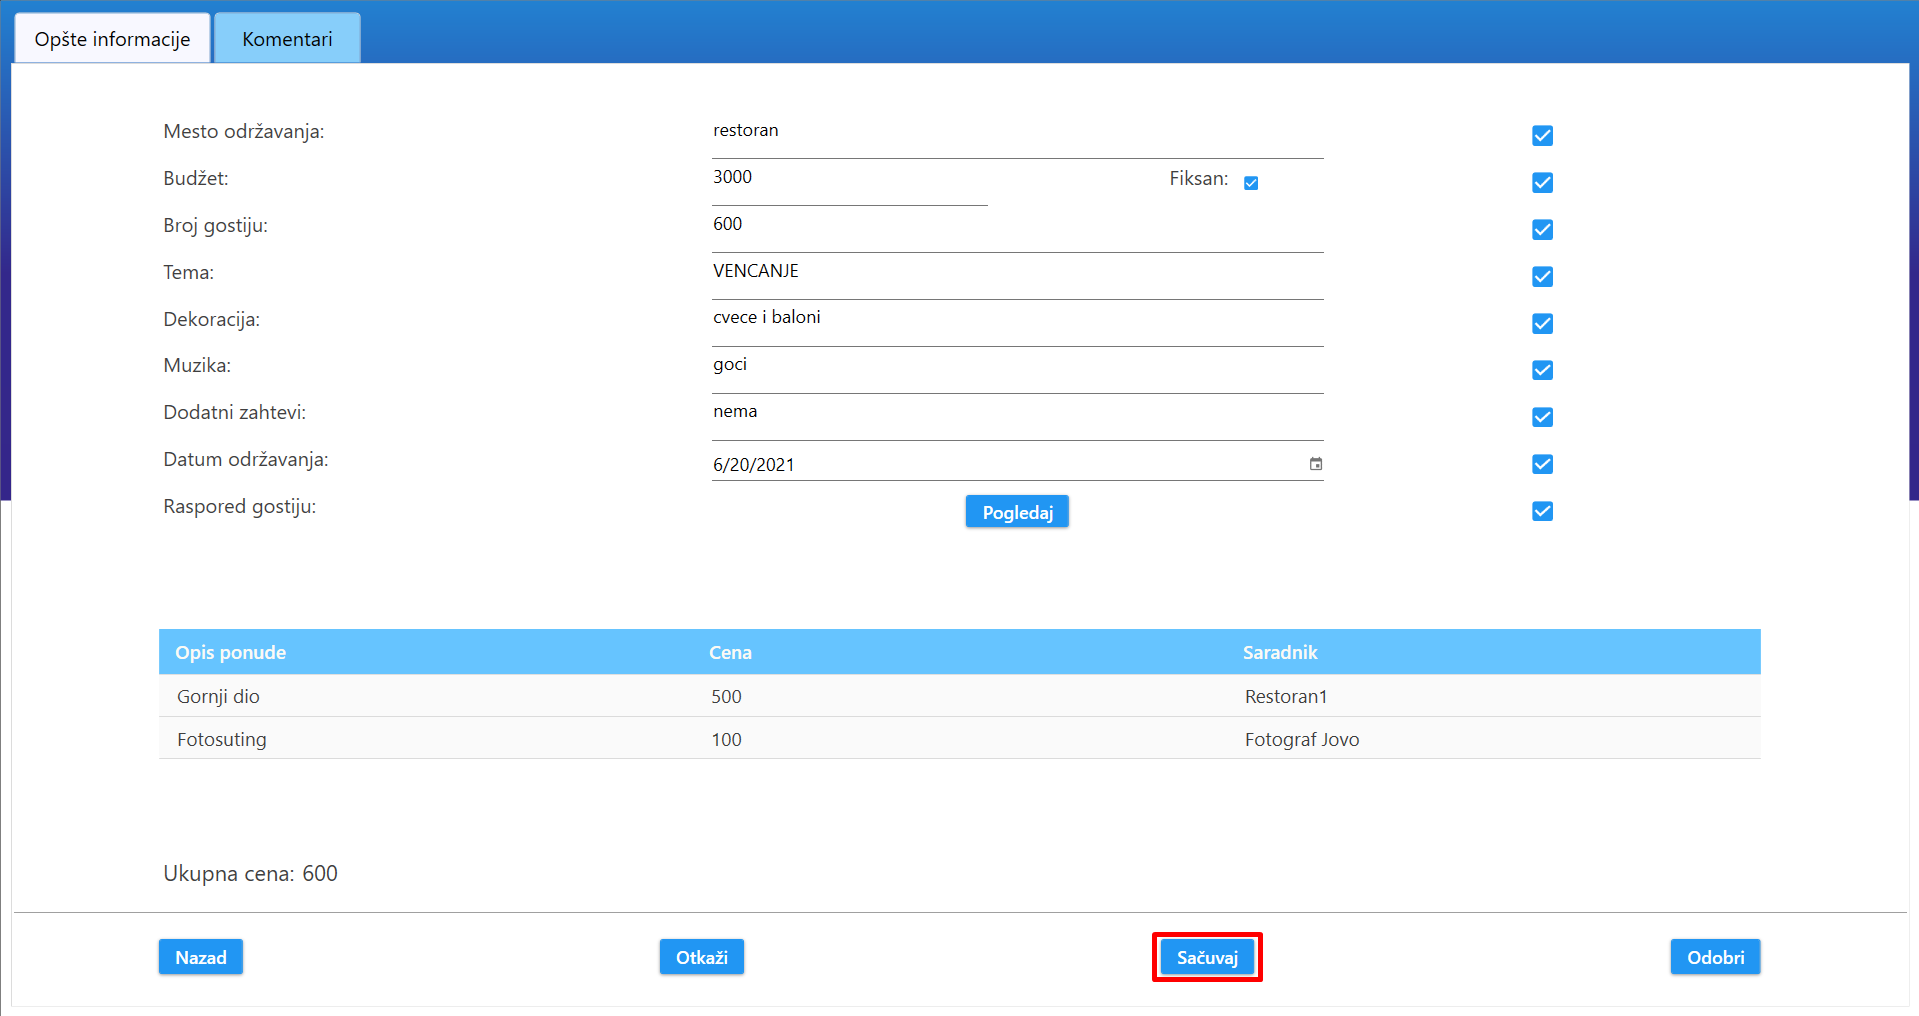 Opšte informacije Komentari
Mesto održavanja: restoran
Budžet: 3000 Fiksan:
Broj gostiju: 600
Tema: VENCANJE
Dekoracija: cvece i baloni
Muzika: goci
Dodatni zahtevi: nema
Datum održavanja: 6/20/2021
Raspored gostiju: Pogledaj
Opis ponude Cena Saradnik
Gornji dio 500 Restoran1
Fotosuting 100 Fotograf Jovo
Ukupna cena: 600
Nazad Otkaži Sačuvaj Odobri